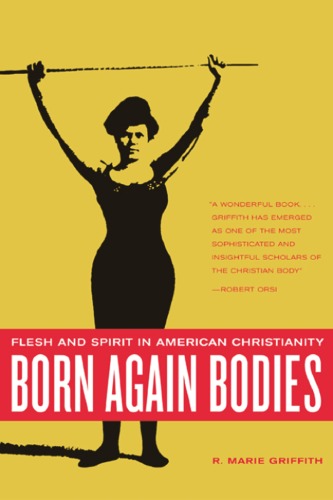 "A WONDERFUL BOOK. . . .
GRIFFITH HAS EMERGED
AS ONE OF THE MOST
SOPHISTICATED AND
INSIGHTFUL SCHOLARS OF
THE CHRISTIAN BODY"
—ROBERT ORSI
FLESH AND SPIRIT IN AMERICAN CHRISTIANITY
BORN AGAIN BODIES
R. MARIE GRIFFITH